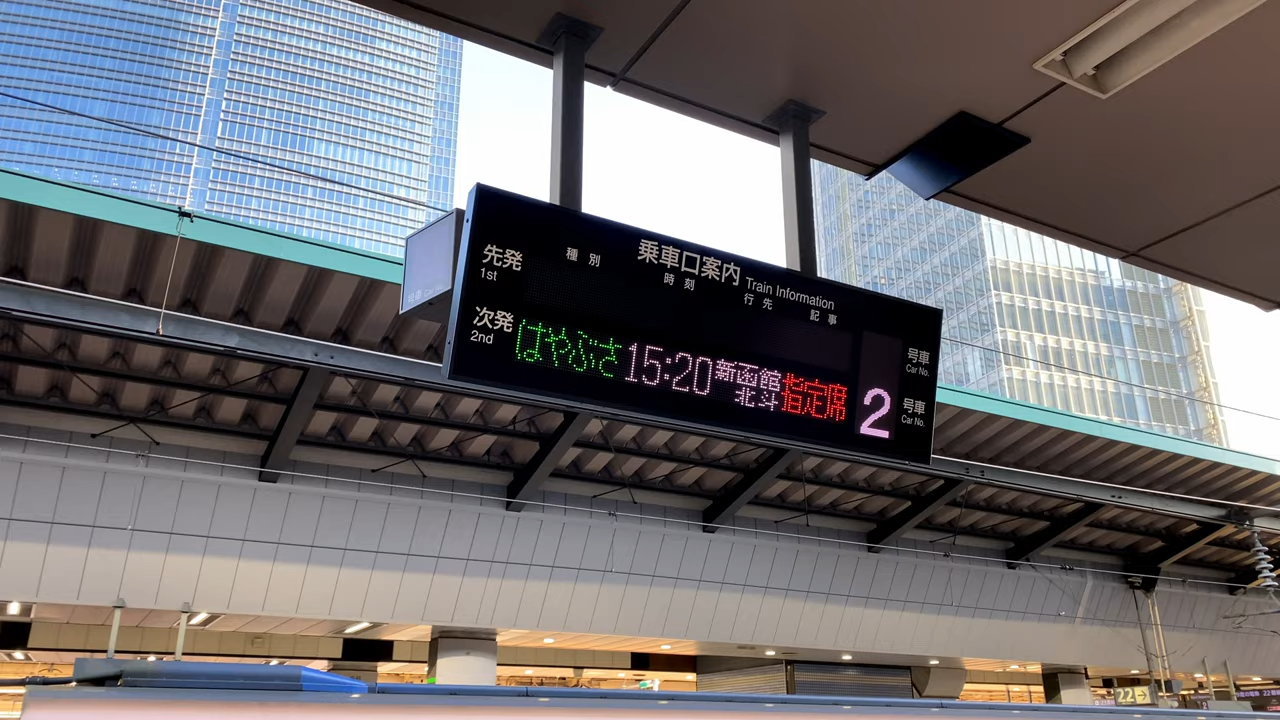 乗車口案内 Train Information
種別 時刻 行先 記事
先発
1st
号車
Car No.
次発
2nd
はやぶさ 15:20 新函館北斗 指定席 2
号車
Car No.
22→